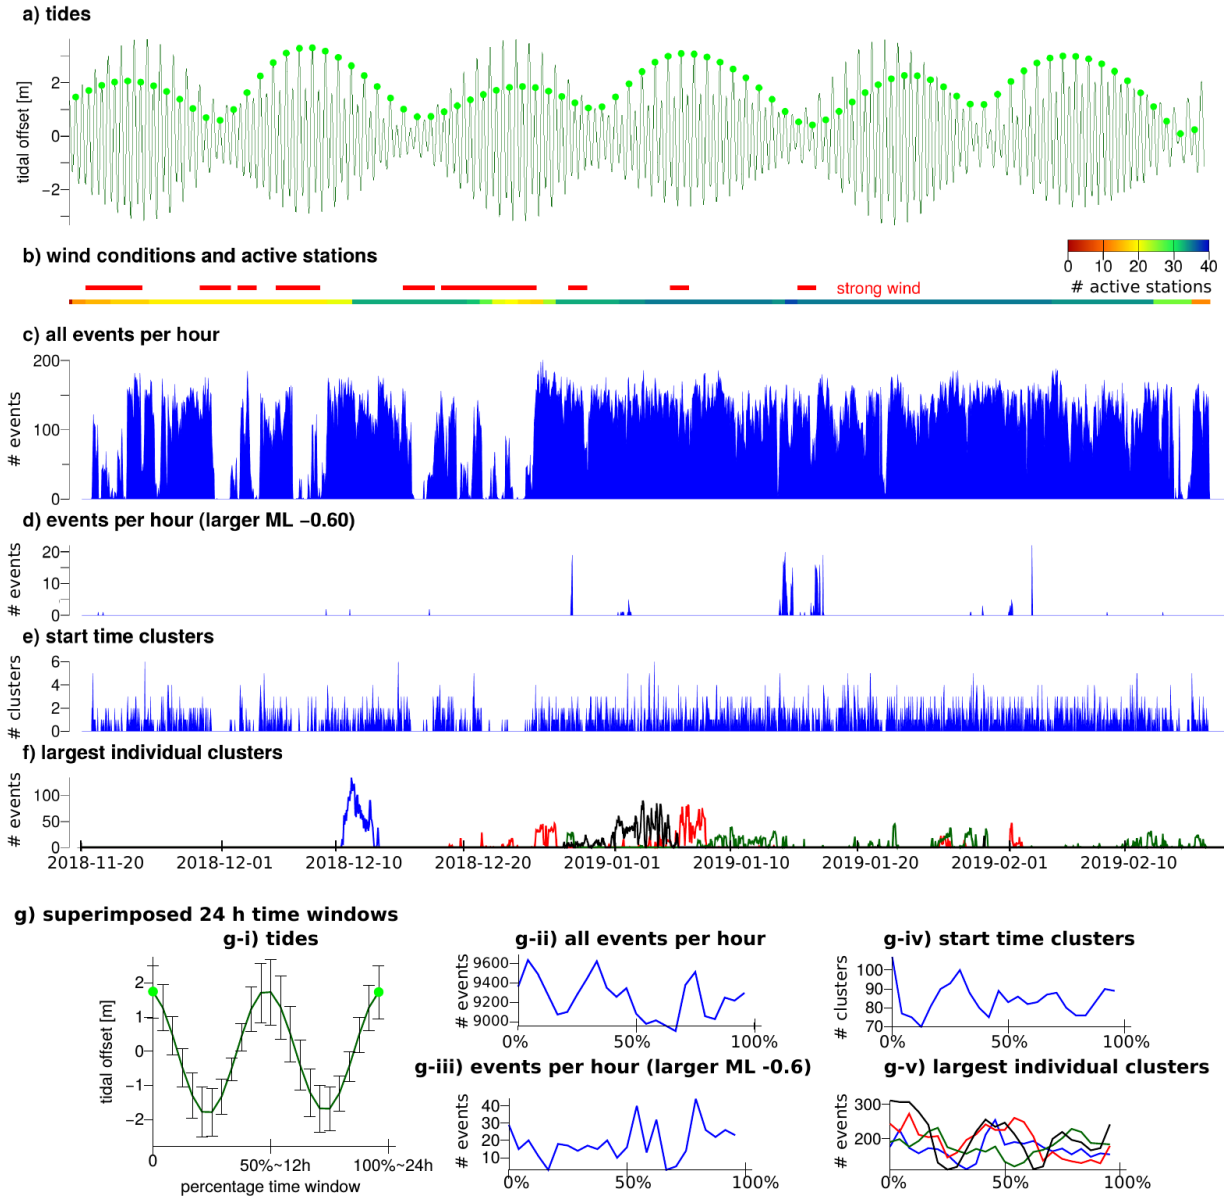 a) tides
tidal offset [m]
2
0
−2
b) wind conditions and active stations
0 10 20 30 40
# active stations
strong wind
c) all events per hour
# events
200
100
0
d) events per hour (larger ML −0.60)
# events
20
10
0
e) start time clusters
# clusters
6
4
2
0
f) largest individual clusters
# events
100
50
0
2018-11-20 2018-12-01 2018-12-10 2018-12-20 2019-01-01 2019-01-10 2019-01-20 2019-02-01 2019-02-10
g) superimposed 24 h time windows
g-i) tides
tidal offset [m]
2
1
0
−1
−2
0 50%~12h 100%~24h
percentage time window
g-ii) all events per hour
# events
9600
9400
9200
9000
0% 50% 100%
g-iii) events per hour (larger ML -0.6)
# events
40
30
20
10
0% 50% 100%
g-iv) start time clusters
# clusters
100
90
80
70
0% 50% 100%
g-v) largest individual clusters
# events
300
200
0% 50% 100%